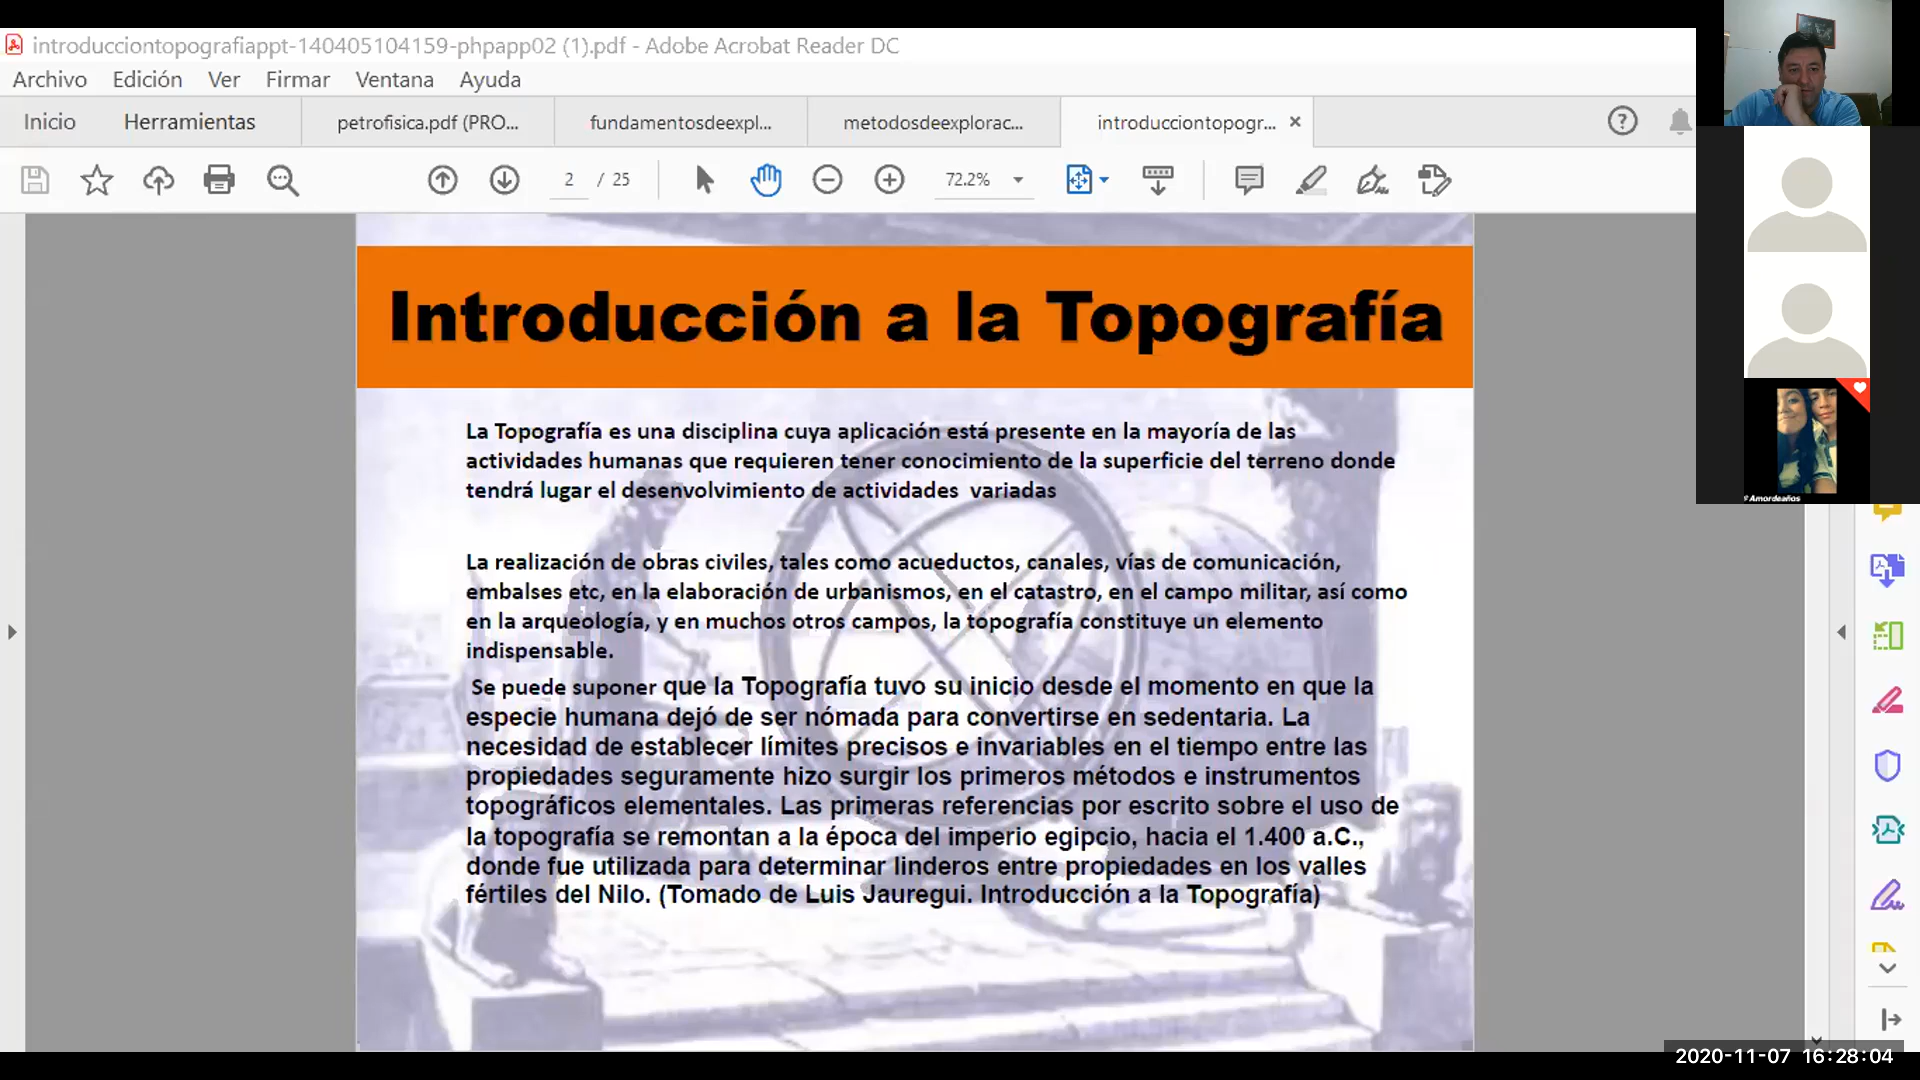 introducciontopografiappt-140405104159-phpapp02 (1).pdf - Adobe Acrobat Reader DC
Archivo Edición Ver Firmar Ventana Ayuda
Inicio Herramientas petrofisica.pdf (PRO... fundamentosdeexpl... metodosdeexplorac... introducciontopogr...
2 / 25 72.2%
Introducción a la Topografía
La Topografía es una disciplina cuya aplicación está presente en la mayoría de las
actividades humanas que requieren tener conocimiento de la superficie del terreno donde
tendrá lugar el desenvolvimiento de actividades variadas
La realización de obras civiles, tales como acueductos, canales, vías de comunicación,
embalses etc, en la elaboración de urbanismos, en el catastro, en el campo militar, así como
en la arqueología, y en muchos otros campos, la topografía constituye un elemento
indispensable.
Se puede suponer que la Topografía tuvo su inicio desde el momento en que la
especie humana dejó de ser nómada para convertirse en sedentaria. La
necesidad de establecer límites precisos e invariables en el tiempo entre las
propiedades seguramente hizo surgir los primeros métodos e instrumentos
topográficos elementales. Las primeras referencias por escrito sobre el uso de
la topografía se remontan a la época del imperio egipcio, hacia el 1.400 a.C.,
donde fue utilizada para determinar linderos entre propiedades en los valles
fértiles del Nilo. (Tomado de Luis Jauregui. Introducción a la Topografía)
# Amordeaños
2020-11-07 16:28:04